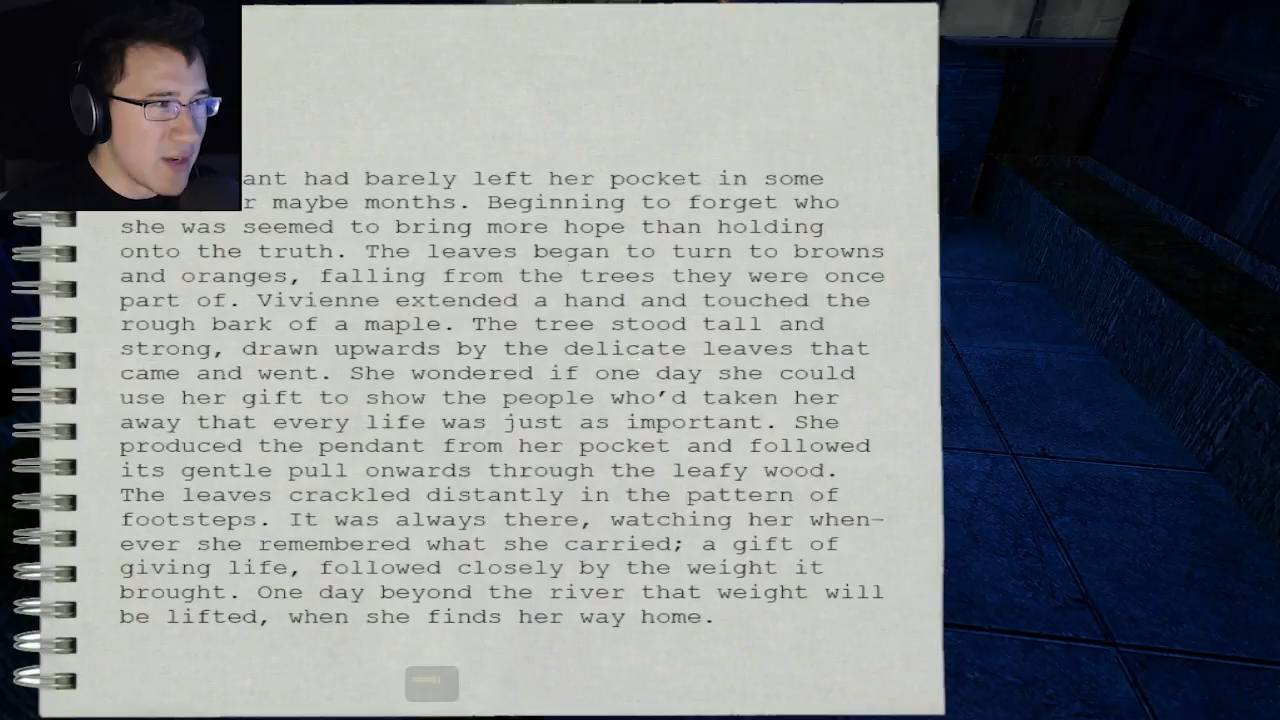 ant had barely left her pocket in some
r maybe months. Beginning to forget who
she was seemed to bring more hope than holding
onto the truth. The leaves began to turn to browns
and oranges, falling from the trees they were once
part of. Vivienne extended a hand and touched the
rough bark of a maple. The tree stood tall and
strong, drawn upwards by the delicate leaves that
came and went. She wondered if one day she could
use her gift to show the people who’d taken her
away that every life was just as important. She
produced the pendant from her pocket and followed
its gentle pull onwards through the leafy wood.
The leaves crackled distantly in the pattern of
footsteps. It was always there, watching her when-
ever she remembered what she carried; a gift of
giving life, followed closely by the weight it
brought. One day beyond the river that weight will
be lifted, when she finds her way home.